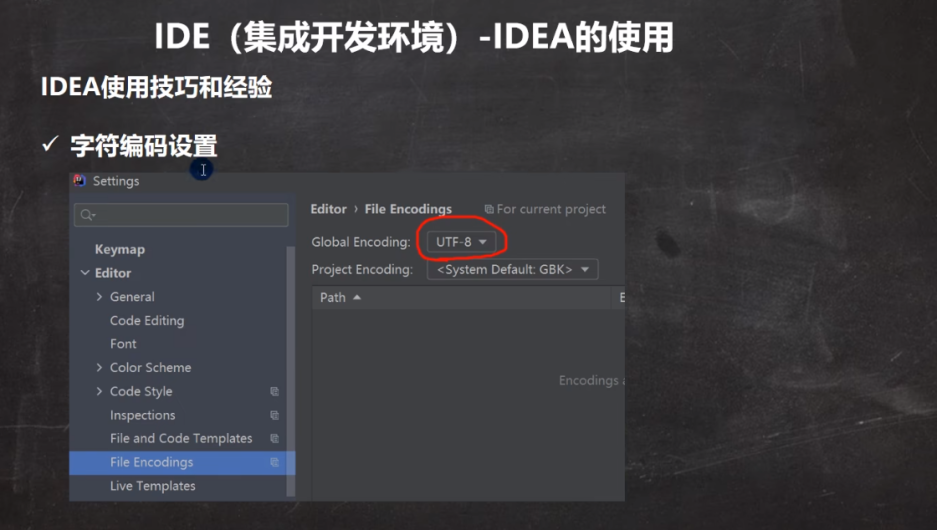 IDE（集成开发环境）-IDEA的使用
IDEA使用技巧和经验
✓ 字符编码设置
Settings
Keymap
Editor
General
Code Editing
Font
Color Scheme
Code Style
Inspections
File and Code Templates
File Encodings
Live Templates
Editor › File Encodings For current project
Global Encoding: UTF-8
Project Encoding: <System Default: GBK>
Path
Encodings